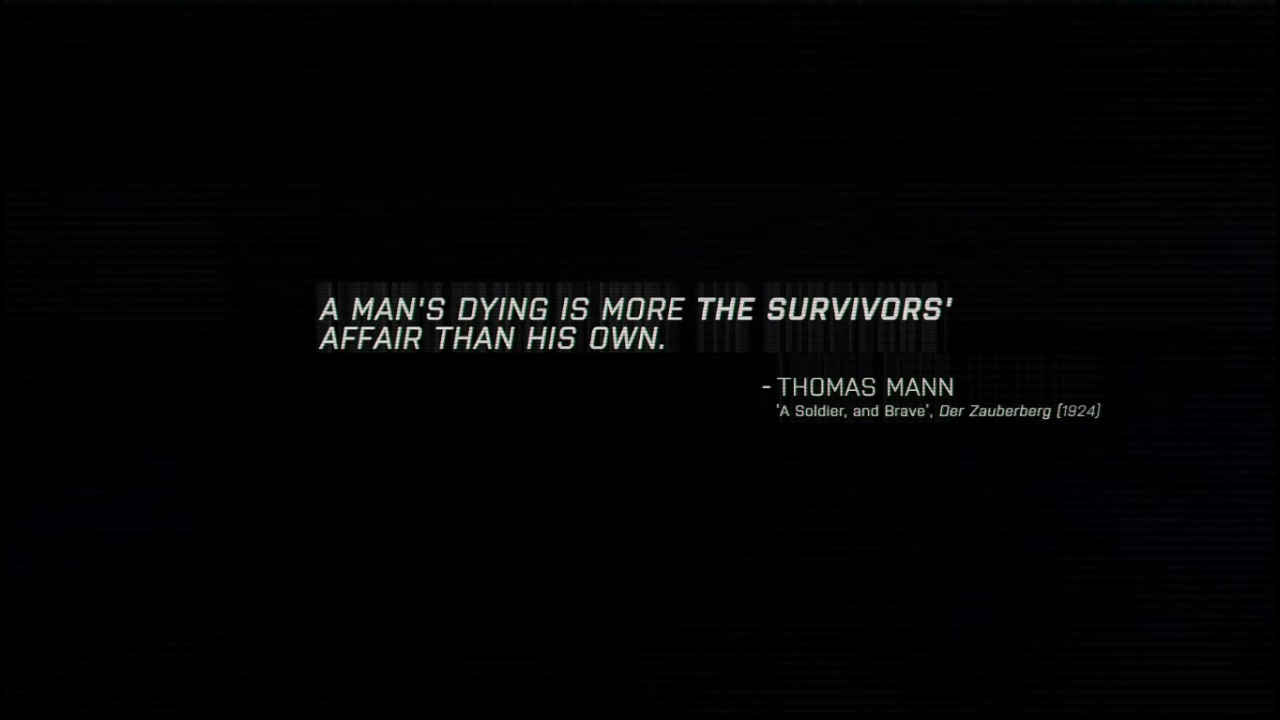 A MAN'S DYING IS MORE THE SURVIVORS'
AFFAIR THAN HIS OWN.
- THOMAS MANN
'A Soldier, and Brave', Der Zauberberg (1924)